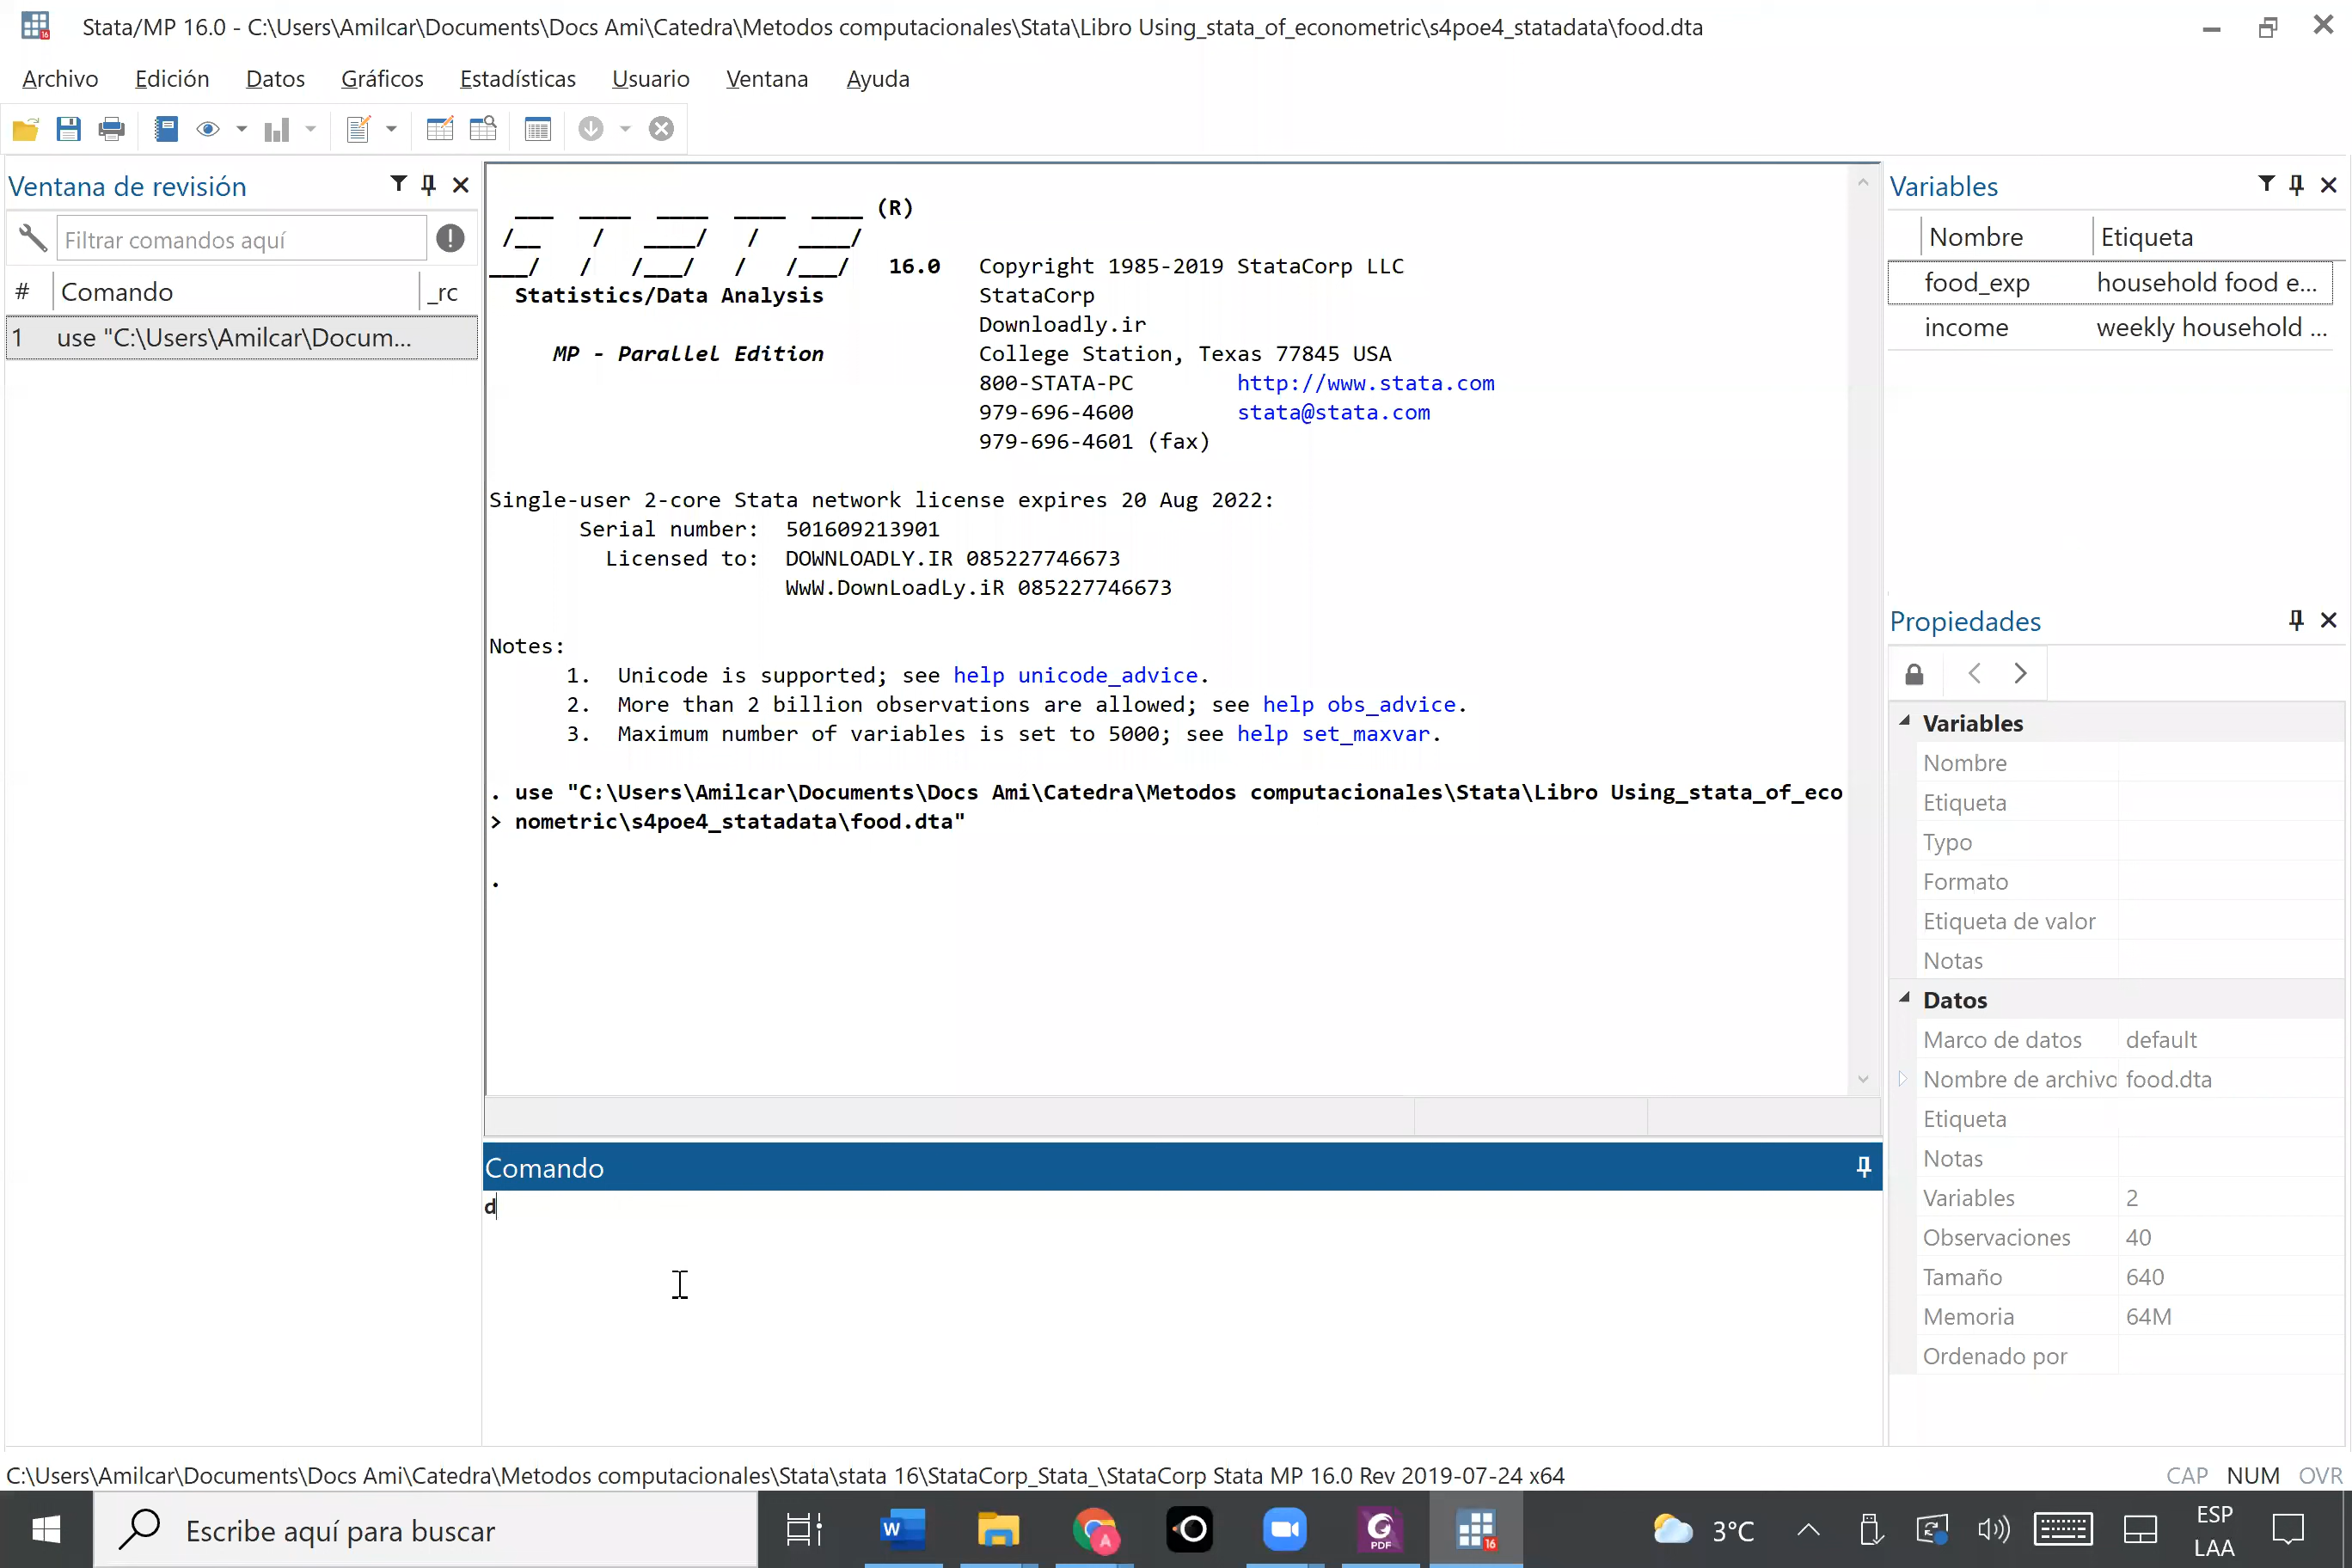 Stata/MP 16.0 - C:\Users\Amilcar\Documents\Docs Ami\Catedra\Metodos computacionales\Stata\Libro Using_stata_of_econometric\s4poe4_statadata\food.dta
Archivo Edición Datos Gráficos Estadísticas Usuario Ventana Ayuda
Ventana de revisión
Filtrar comandos aquí
# Comando _rc
1 use "C:\Users\Amilcar\Docum...
(R)
16.0 Copyright 1985-2019 StataCorp LLC
Statistics/Data Analysis StataCorp
Downloadly.ir
MP - Parallel Edition College Station, Texas 77845 USA
800-STATA-PC http://www.stata.com
979-696-4600 stata@stata.com
979-696-4601 (fax)
Single-user 2-core Stata network license expires 20 Aug 2022:
Serial number: 501609213901
Licensed to: DOWNLOADLY.IR 085227746673
WwW.DownLoadLy.iR 085227746673
Notes:
1. Unicode is supported; see help unicode_advice.
2. More than 2 billion observations are allowed; see help obs_advice.
3. Maximum number of variables is set to 5000; see help set_maxvar.
. use "C:\Users\Amilcar\Documents\Docs Ami\Catedra\Metodos computacionales\Stata\Libro Using_stata_of_eco
> nometric\s4poe4_statadata\food.dta"
.
Comando
d
Variables
Nombre Etiqueta
food_exp household food e...
income weekly household ...
Propiedades
Variables
Nombre
Etiqueta
Typo
Formato
Etiqueta de valor
Notas
Datos
Marco de datos default
Nombre de archivo food.dta
Etiqueta
Notas
Variables 2
Observaciones 40
Tamaño 640
Memoria 64M
Ordenado por
C:\Users\Amilcar\Documents\Docs Ami\Catedra\Metodos computacionales\Stata\stata 16\StataCorp_Stata_\StataCorp Stata MP 16.0 Rev 2019-07-24 x64
CAP NUM OVR
Escribe aquí para buscar
W
A
PDF
16
3°C
ESP
LAA